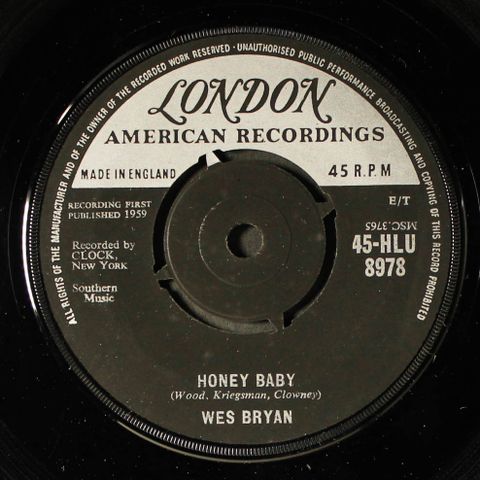 ALL RIGHTS OF THE MANUFACTURER AND OF THE OWNER OF THE RECORDED WORK RESERVED · UNAUTHORISED PUBLIC PERFORMANCE BROADCASTING AND COPYING OF THIS RECORD PROHIBITED
LONDON
AMERICAN RECORDINGS
MADE IN ENGLAND
45 R.P.M
RECORDING FIRST
PUBLISHED 1959
E/T
MSC.3765
Recorded by
CLOCK,
NEW YORK
45-HLU
8978
Southern
Music
HONEY BABY
(Wood, Kriegsman, Clowney)
WES BRYAN